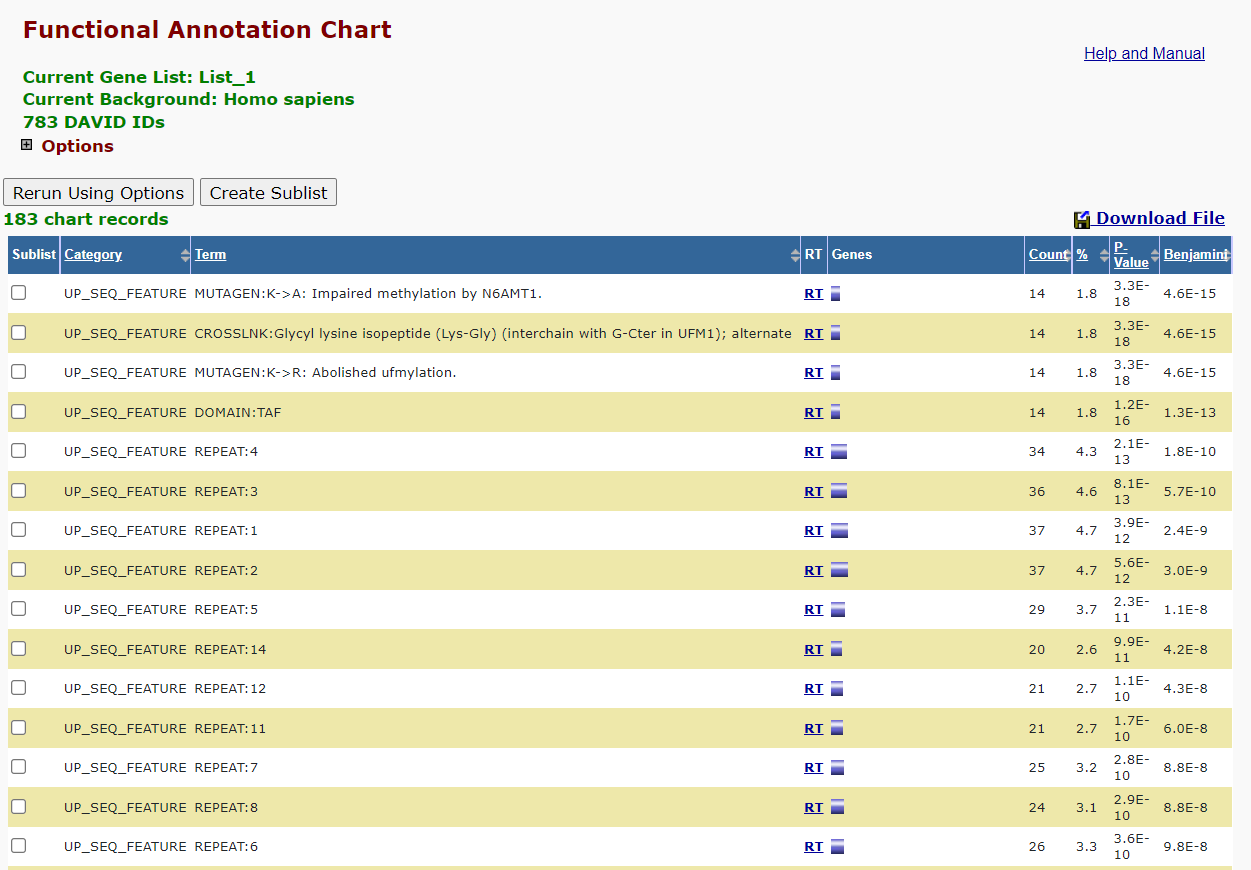 Functional Annotation Chart
Help and Manual
Current Gene List: List_1
Current Background: Homo sapiens
783 DAVID IDs
Options
Rerun Using Options Create Sublist
183 chart records Download File
Sublist Category Term RT Genes Count % P-Value Benjamini
UP_SEQ_FEATURE MUTAGEN:K->A: Impaired methylation by N6AMT1. RT 14 1.8 3.3E-18 4.6E-15
UP_SEQ_FEATURE CROSSLNK:Glycyl lysine isopeptide (Lys-Gly) (interchain with G-Cter in UFM1); alternate RT 14 1.8 3.3E-18 4.6E-15
UP_SEQ_FEATURE MUTAGEN:K->R: Abolished ufmylation. RT 14 1.8 3.3E-18 4.6E-15
UP_SEQ_FEATURE DOMAIN:TAF RT 14 1.8 1.2E-16 1.3E-13
UP_SEQ_FEATURE REPEAT:4 RT 34 4.3 2.1E-13 1.8E-10
UP_SEQ_FEATURE REPEAT:3 RT 36 4.6 8.1E-13 5.7E-10
UP_SEQ_FEATURE REPEAT:1 RT 37 4.7 3.9E-12 2.4E-9
UP_SEQ_FEATURE REPEAT:2 RT 37 4.7 5.6E-12 3.0E-9
UP_SEQ_FEATURE REPEAT:5 RT 29 3.7 2.3E-11 1.1E-8
UP_SEQ_FEATURE REPEAT:14 RT 20 2.6 9.9E-11 4.2E-8
UP_SEQ_FEATURE REPEAT:12 RT 21 2.7 1.1E-10 4.3E-8
UP_SEQ_FEATURE REPEAT:11 RT 21 2.7 1.7E-10 6.0E-8
UP_SEQ_FEATURE REPEAT:7 RT 25 3.2 2.8E-10 8.8E-8
UP_SEQ_FEATURE REPEAT:8 RT 24 3.1 2.9E-10 8.8E-8
UP_SEQ_FEATURE REPEAT:6 RT 26 3.3 3.6E-10 9.8E-8